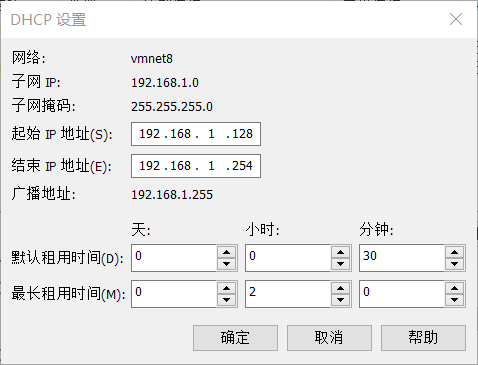 DHCP 设置
网络: vmnet8
子网 IP: 192.168.1.0
子网掩码: 255.255.255.0
起始 IP 地址(S): 192 . 168 . 1 . 128
结束 IP 地址(E): 192 . 168 . 1 . 254
广播地址: 192.168.1.255
天: 小时: 分钟:
默认租用时间(D): 0 0 30
最长租用时间(M): 0 2 0
确定 取消 帮助